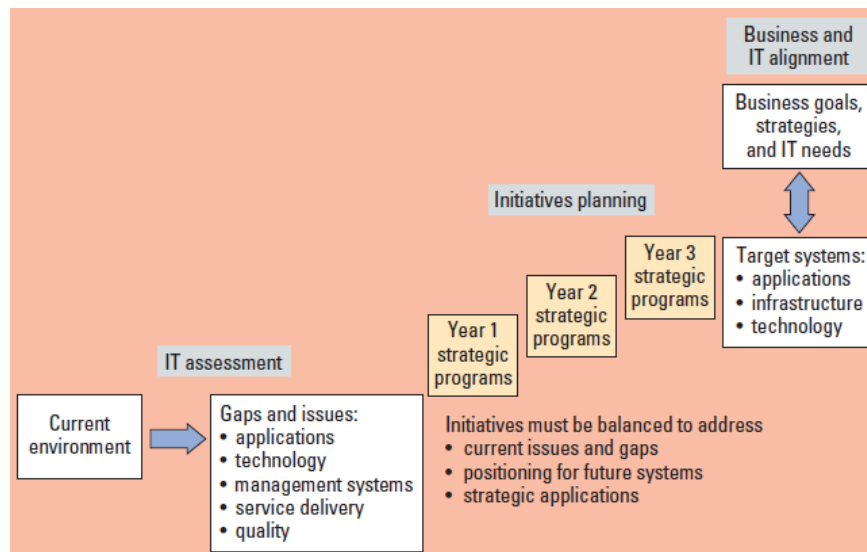 Business and
IT alignment
Business goals,
strategies,
and IT needs
Initiatives planning
Target systems:
• applications
• infrastructure
• technology
Year 3
strategic
programs
Year 2
strategic
programs
Year 1
strategic
programs
IT assessment
Current
environment
Gaps and issues:
• applications
• technology
• management systems
• service delivery
• quality
Initiatives must be balanced to address
• current issues and gaps
• positioning for future systems
• strategic applications